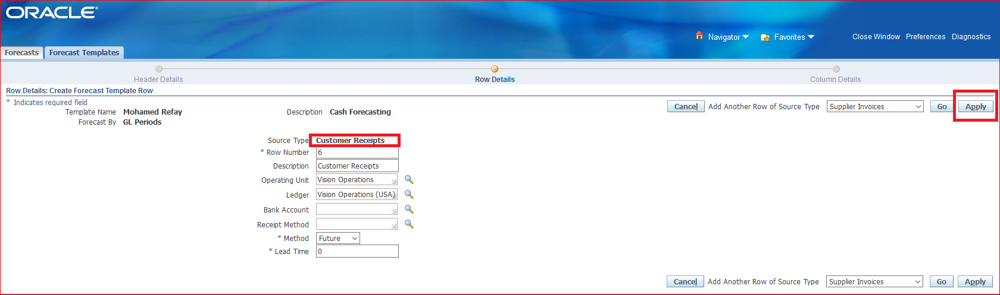 ORACLE®
Navigator Favorites Close Window Preferences Diagnostics
Forecasts Forecast Templates
Header Details Row Details Column Details
Row Details: Create Forecast Template Row
* Indicates required field
Template Name Mohamed Refay Description Cash Forecasting
Forecast By GL Periods
Cancel Add Another Row of Source Type Supplier Invoices Go Apply
Source Type Customer Receipts
* Row Number 6
Description Customer Receipts
Operating Unit Vision Operations
Ledger Vision Operations (USA)
Bank Account
Receipt Method
* Method Future
* Lead Time 0
Cancel Add Another Row of Source Type Supplier Invoices Go Apply